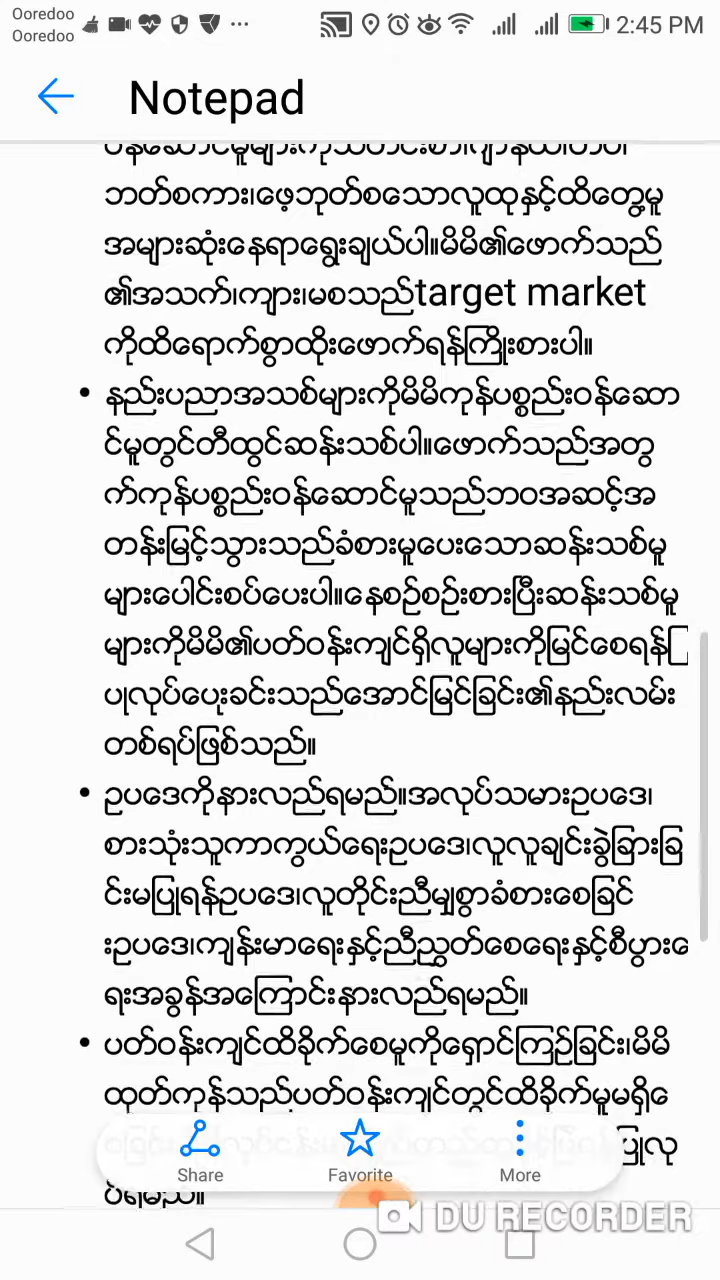 Ooredoo
Ooredoo
2:45 PM
Notepad
ဘတ်စကား၊ဖေ့ဘုတ်စသောလူထုနှင့်ထိတွေ့မှု
အများဆုံးနေရာရွေးချယ်ပါ။မိမိ၏ဖောက်သည်
၏အသက်၊ကျား၊မစသည်target market
ကိုထိရောက်စွာထိုးဖောက်ရန်ကြိုးစားပါ။
• နည်းပညာအသစ်များကိုမိမိကုန်ပစ္စည်းဝန်ဆော
င်မှုတွင်တီထွင်ဆန်းသစ်ပါ။ဖောက်သည်အတွ
က်ကုန်ပစ္စည်းဝန်ဆောင်မှုသည်ဘဝအဆင့်အ
တန်းမြင့်သွားသည်ခံစားမှုပေးသောဆန်းသစ်မှု
များပေါင်းစပ်ပေးပါ။နေစဉ်စဉ်းစားပြီးဆန်းသစ်မှု
များကိုမိမိ၏ပတ်ဝန်းကျင်ရှိလူများကိုမြင်စေရန်ြ
ပုလုပ်ပေးခင်းသည်အောင်မြင်ခြင်း၏နည်းလမ်း
တစ်ရပ်ဖြစ်သည်။
• ဥပဒေကိုနားလည်ရမည်။အလုပ်သမားဥပဒေ၊
စားသုံးသူကာကွယ်ရေးဥပဒေ၊လူလူချင်းခွဲခြားခြ
င်းမပြုရန်ဥပဒေ၊လူတိုင်းညီမျှစွာခံစားစေခြင်
းဥပဒေ၊ကျန်းမာရေးနှင့်ညီညွှတ်စေရေးနှင့်စီပွားေ
ရးအခွန်အကြောင်းနားလည်ရမည်။
• ပတ်ဝန်းကျင်ထိခိုက်စေမှုကိုရှောင်ကြဉ်ခြင်း၊မိမိ
ထုတ်ကုန်သည်ပတ်ဝန်းကျင်တွင်ထိခိုက်မှုမရှိေ
ပြုလု
ပ်ရမည်။
Share
Favorite
More
DU RECORDER